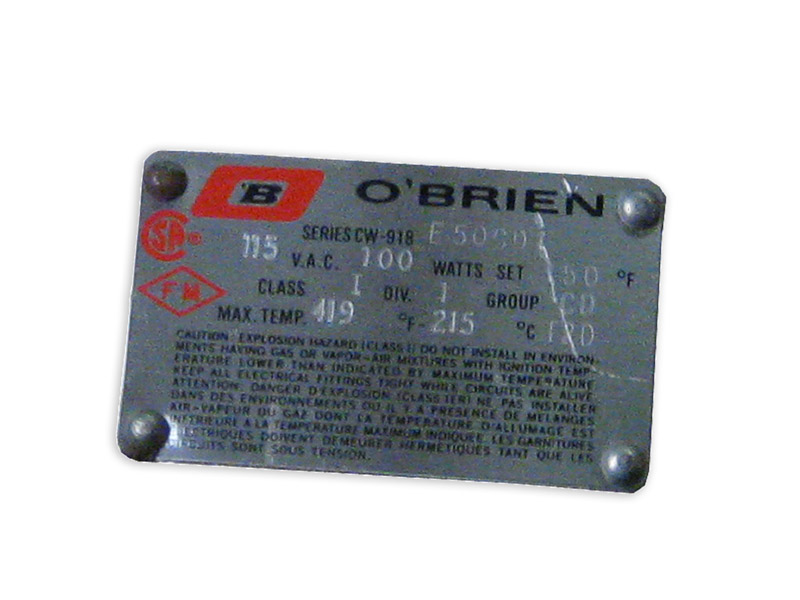 'B O'BRIEN
SA ®
SERIES CW-918
115 V.A.C. 100 WATTS SET 50 °F
CLASS I DIV. 1 GROUP CD
FM
MAX. TEMP. 419 °F - 215 °C T2D
CAUTION: EXPLOSION HAZARD (CLASS I) DO NOT INSTALL IN ENVIRON-
MENTS HAVING GAS OR VAPOR-AIR MIXTURES WITH IGNITION TEMP-
ERATURE LOWER THAN INDICATED BY MAXIMUM TEMPERATURE
KEEP ALL ELECTRICAL FITTINGS TIGHT WHILE CIRCUITS ARE ALIVE
ATTENTION: DANGER D'EXPLOSION (CLASS I) NE PAS INSTALLER
DANS DES ENVIRONNEMENTS OU IL Y A PRESENCE DE MELANGES
AIR-VAPEUR OU GAZ DONT LA TEMPERATURE D'ALLUMAGE EST
INFERIEURE A LA TEMPERATURE MAXIMUM INDIQUEE. LES GARNITURES
ELECTRIQUES DOIVENT DEMEURER HERMETIQUES TANT QUE LES
SONT SOUS TENSION.